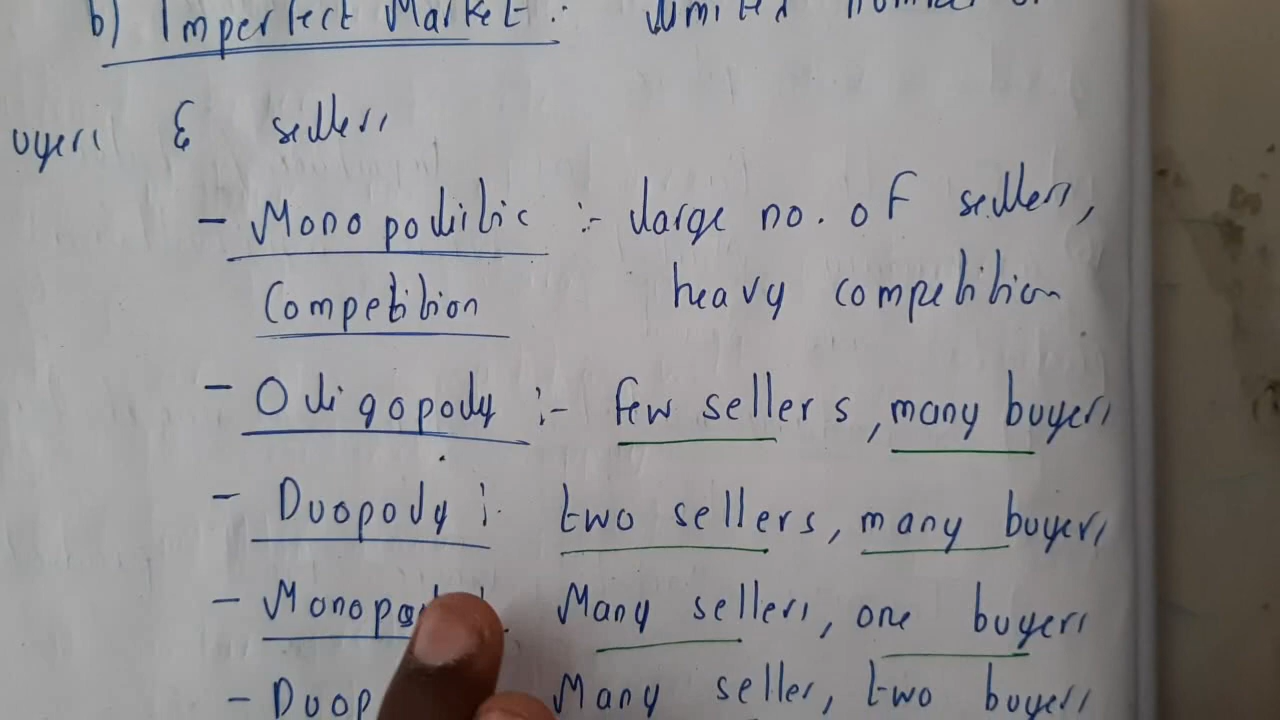 b) Imperfect Market :- limited number of
uyers & sellers
- Monopolistic :- large no. of sellers,
Competition heavy competition
- Oligopoly :- few sellers, many buyers
- Duopoly :- two sellers, many buyers
- Many sellers, one buyers
- Many seller, two buyers